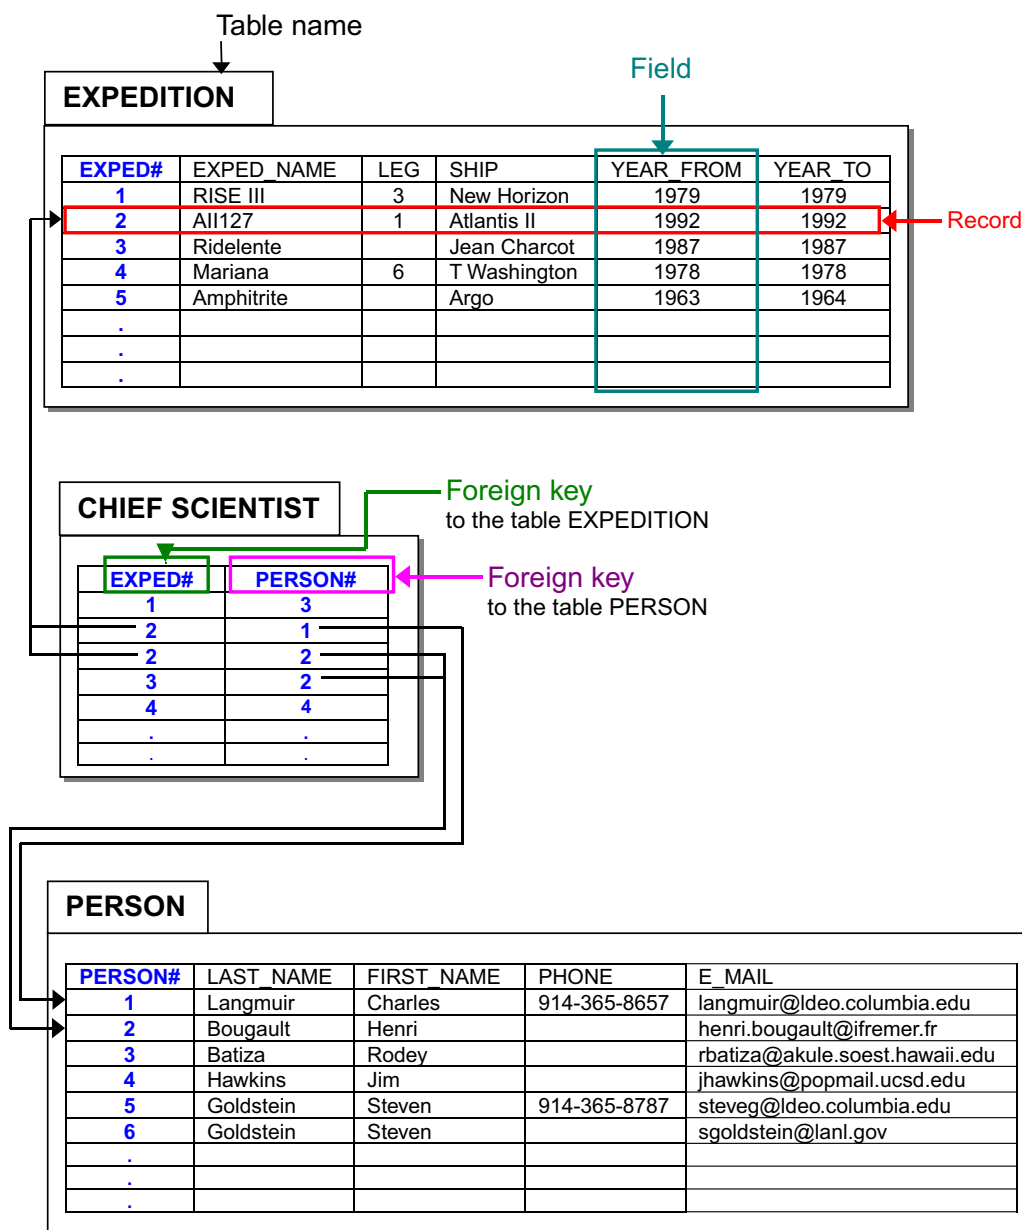 Table name
EXPEDITION
Field
EXPED# EXPED_NAME LEG SHIP YEAR_FROM YEAR_TO
1 RISE III 3 New Horizon 1979 1979
2 AII127 1 Atlantis II 1992 1992
Record
3 Ridelente Jean Charcot 1987 1987
4 Mariana 6 T Washington 1978 1978
5 Amphitrite Argo 1963 1964
.
.
.
CHIEF SCIENTIST
Foreign key
to the table EXPEDITION
Foreign key
to the table PERSON
EXPED# PERSON#
1 3
2 1
2 2
3 2
4 4
. .
. .
PERSON
PERSON# LAST_NAME FIRST_NAME PHONE E_MAIL
1 Langmuir Charles 914-365-8657 langmuir@ldeo.columbia.edu
2 Bougault Henri henri.bougault@ifremer.fr
3 Batiza Rodey rbatiza@akule.soest.hawaii.edu
4 Hawkins Jim jhawkins@popmail.ucsd.edu
5 Goldstein Steven 914-365-8787 steveg@ldeo.columbia.edu
6 Goldstein Steven sgoldstein@lanl.gov
.
.
.